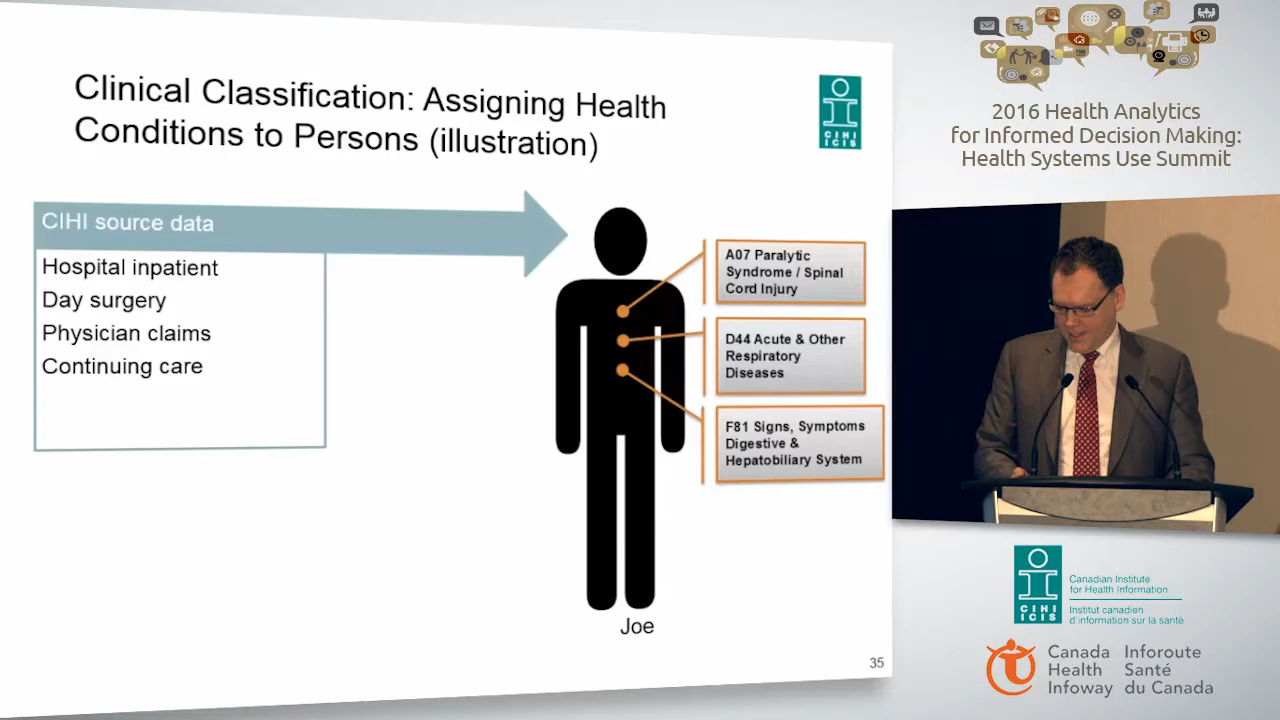 Clinical Classification: Assigning Health
Conditions to Persons (illustration)
CIHI
ICIS
CIHI source data
Hospital inpatient
Day surgery
Physician claims
Continuing care
A07 Paralytic
Syndrome / Spinal
Cord Injury
D44 Acute & Other
Respiratory
Diseases
F81 Signs, Symptoms
Digestive &
Hepatobiliary System
Joe
35
2016 Health Analytics
for Informed Decision Making:
Health Systems Use Summit
CIHI
ICIS
Canadian Institute
for Health Information
Institut canadien
d'information sur la santé
Canada
Health
Infoway
Inforoute
Santé
du Canada